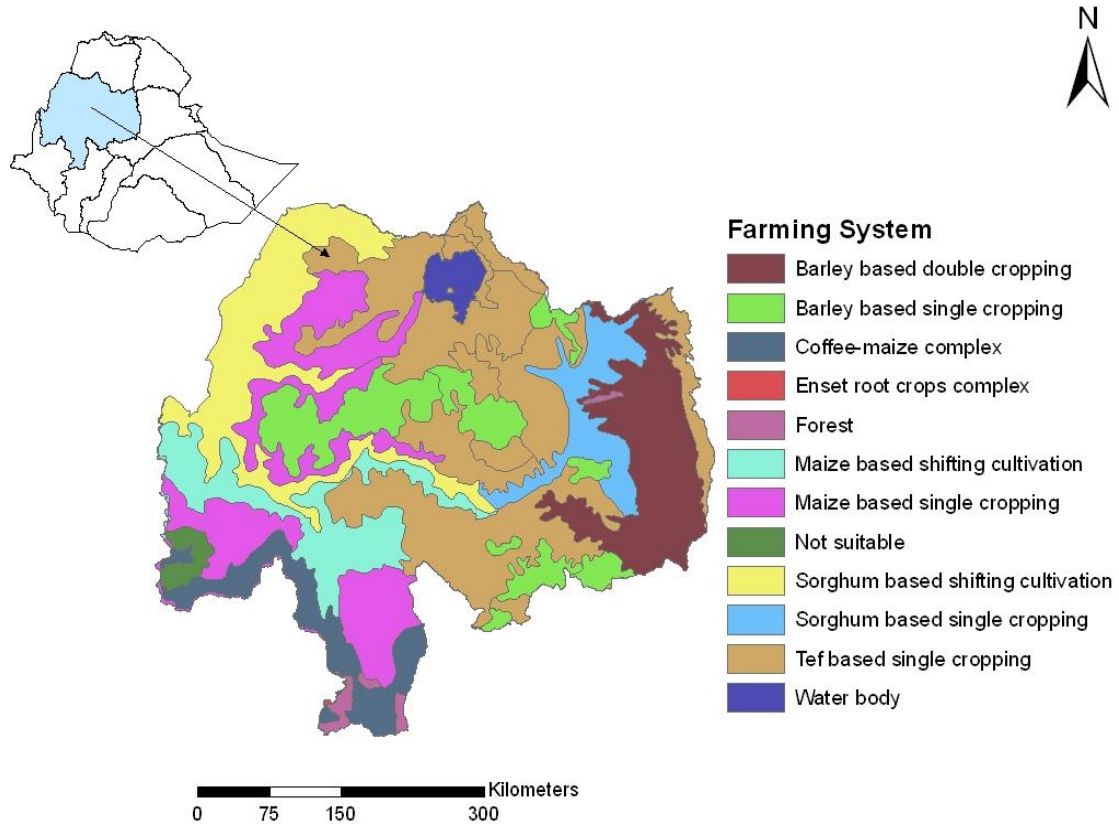 N
Farming System
Barley based double cropping
Barley based single cropping
Coffee-maize complex
Enset root crops complex
Forest
Maize based shifting cultivation
Maize based single cropping
Not suitable
Sorghum based shifting cultivation
Sorghum based single cropping
Tef based single cropping
Water body
Kilometers
0 75 150 300